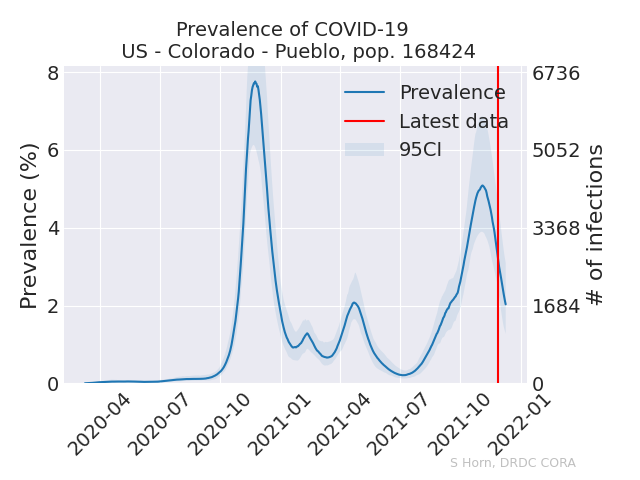 Prevalence of COVID-19
US - Colorado - Pueblo, pop. 168424
Prevalence (%)
8
6
4
2
0
Prevalence
Latest data
95CI
6736
5052
3368
1684
0
# of infections
2020-04
2020-07
2020-10
2021-01
2021-04
2021-07
2021-10
2022-01
S Horn, DRDC CORA